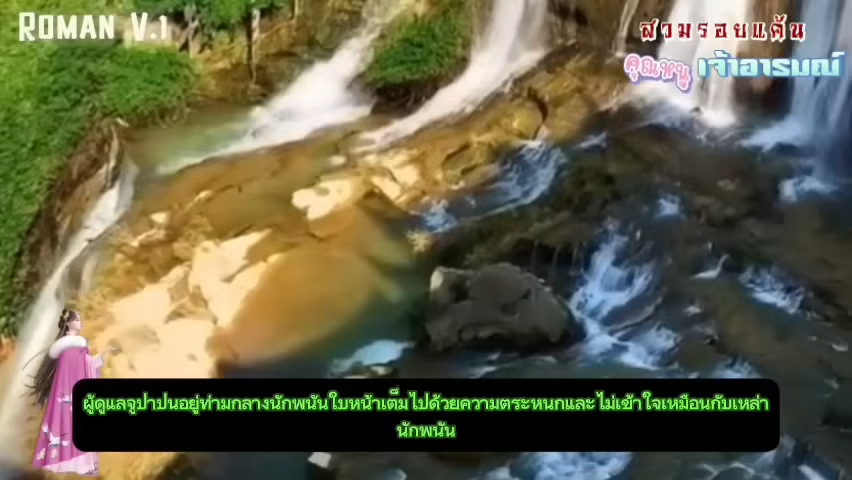 ROMAN V.1
สวมรอยแค้น
คุณหนู เจ้าอารมณ์
ผู้ดูแลจูปาปนอยู่ท่ามกลางนักพนันใบหน้าเต็มไปด้วยความตระหนกและไม่เข้าใจเหมือนกับเหล่า
นักพนัน